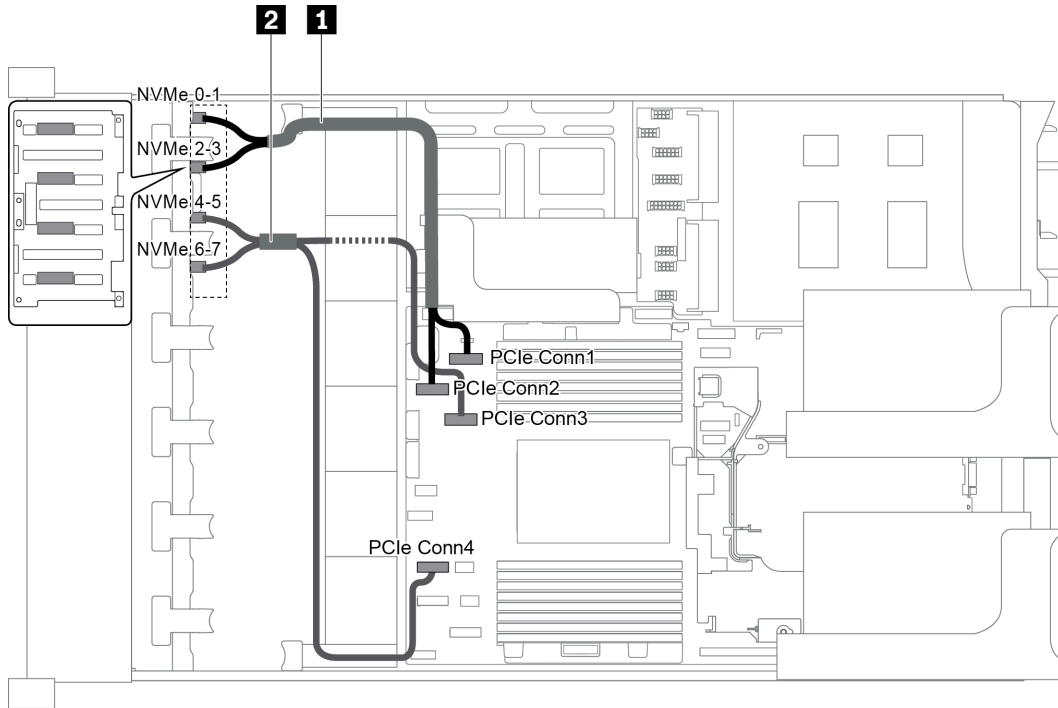 2 1
NVMe 0-1
NVMe 2-3
NVMe 4-5
NVMe 6-7
PCIe Conn1
PCIe Conn2
PCIe Conn3
PCIe Conn4